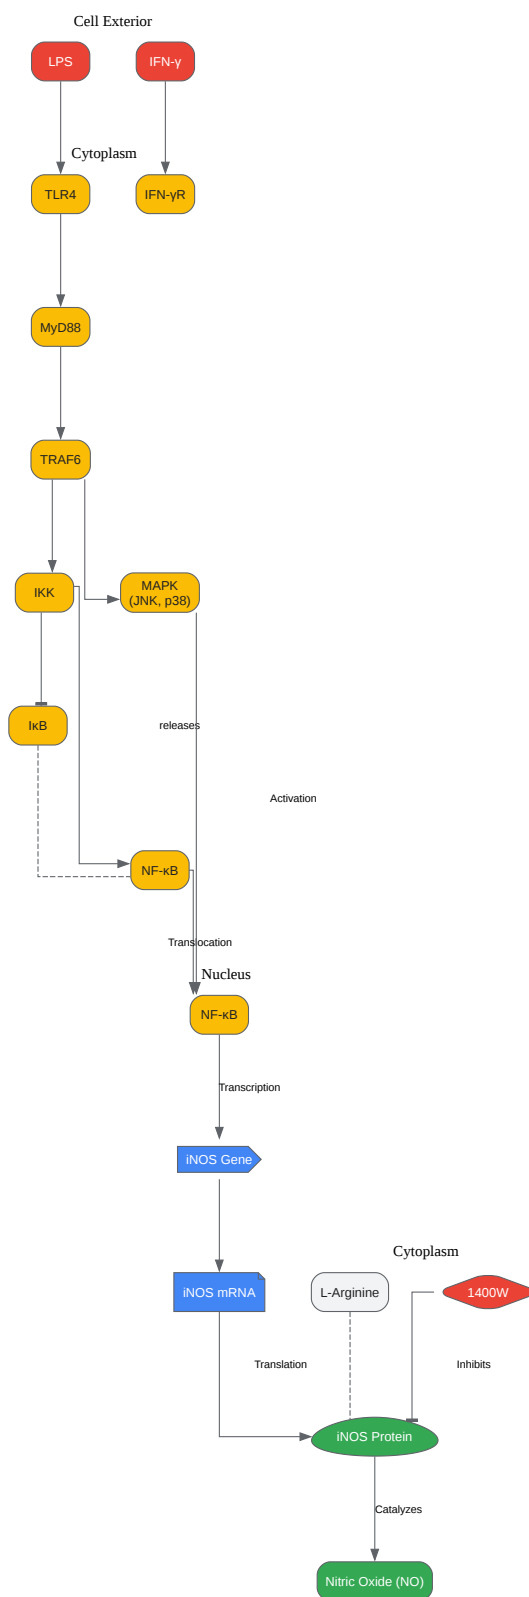 Cell Exterior
LPS
IFN-γ
Cytoplasm
TLR4
IFN-γR
MyD88
TRAF6
IKK
MAPK
(JNK, p38)
IκB
releases
Activation
NF-κB
Translocation
Nucleus
NF-κB
Transcription
iNOS Gene
Cytoplasm
iNOS mRNA
L-Arginine
1400W
Translation
Inhibits
iNOS Protein
Catalyzes
Nitric Oxide (NO)